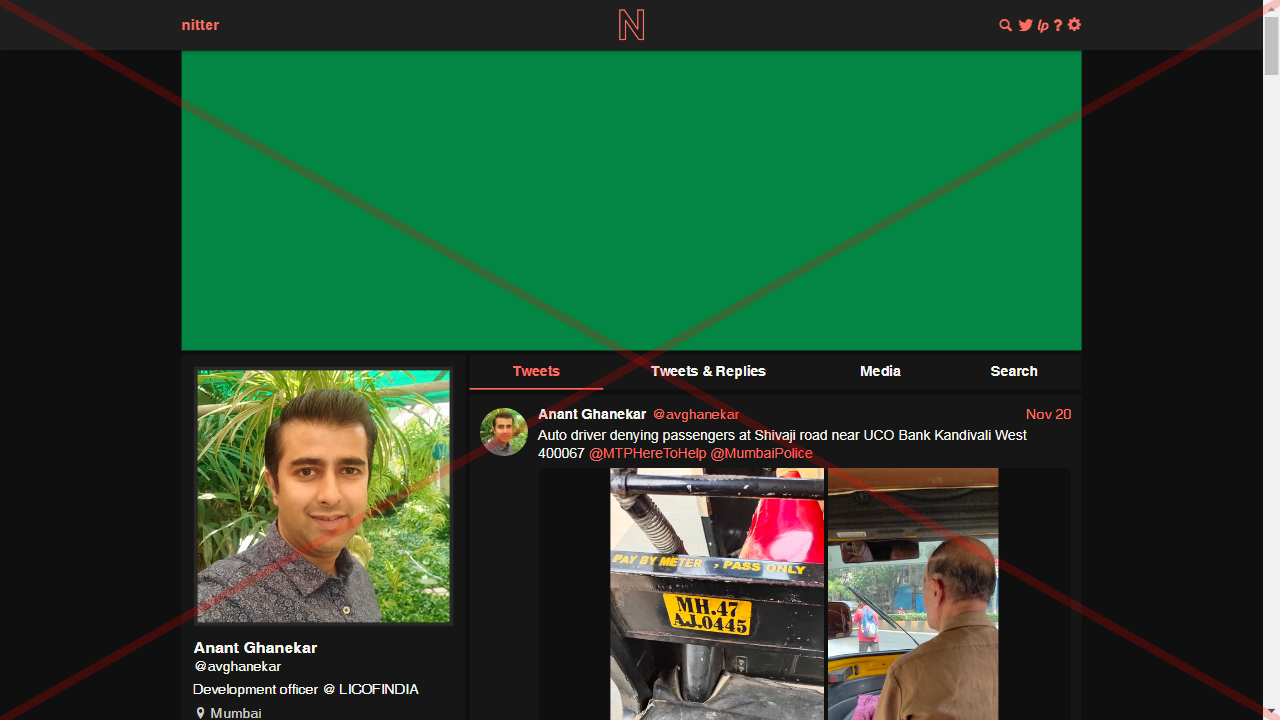 nitter
N
lp ?
Tweets
Tweets & Replies
Media
Search
Anant Ghanekar @avghanekar
Nov 20
Auto driver denying passengers at Shivaji road near UCO Bank Kandivali West
400067 @MTPHereToHelp @MumbaiPolice
PAY BY METER , PASS ONLY
MH.47
AJ.0445
Anant Ghanekar
@avghanekar
Development officer @ LICOFINDIA
Mumbai